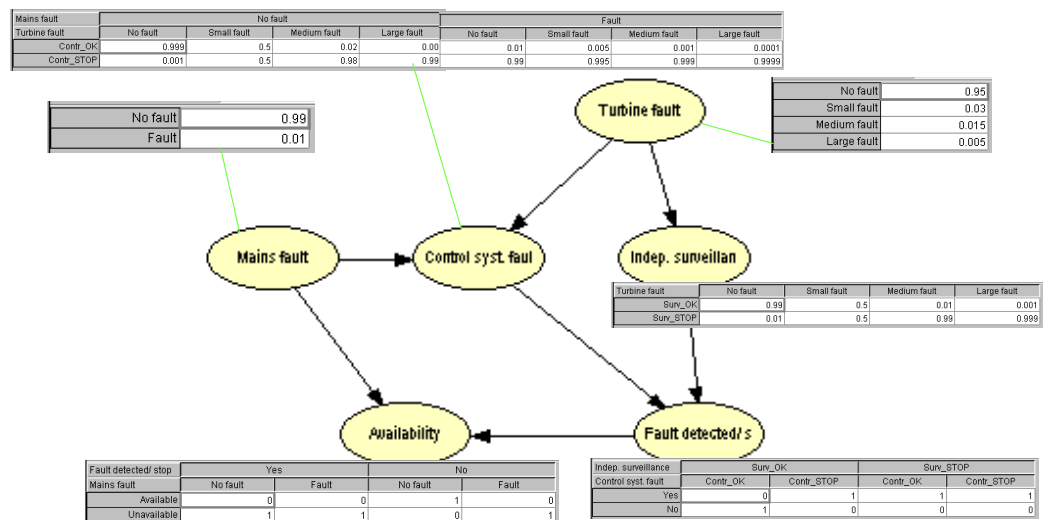 Mains fault No fault Fault
Turbine fault No fault Small fault Medium fault Large fault No fault Small fault Medium fault Large fault
Contr_OK 0.999 0.5 0.02 0.00 0.01 0.005 0.001 0.0001
Contr_STOP 0.001 0.5 0.98 0.99 0.99 0.995 0.999 0.9999
No fault 0.99
Fault 0.01
Turbine fault
No fault 0.95
Small fault 0.03
Medium fault 0.015
Large fault 0.005
Mains fault
Control syst. faul
Indep. surveillan
Turbine fault No fault Small fault Medium fault Large fault
Surv_OK 0.99 0.5 0.01 0.001
Surv_STOP 0.01 0.5 0.99 0.999
Availability
Fault detected/ s
Fault detected/ stop Yes No
Mains fault No fault Fault No fault Fault
Available 0 0 1 0
Unavailable 1 1 0 1
Indep. surveillance Surv_OK Surv_STOP
Control syst. fault Contr_OK Contr_STOP Contr_OK Contr_STOP
Yes 0 1 1 1
No 1 0 0 0